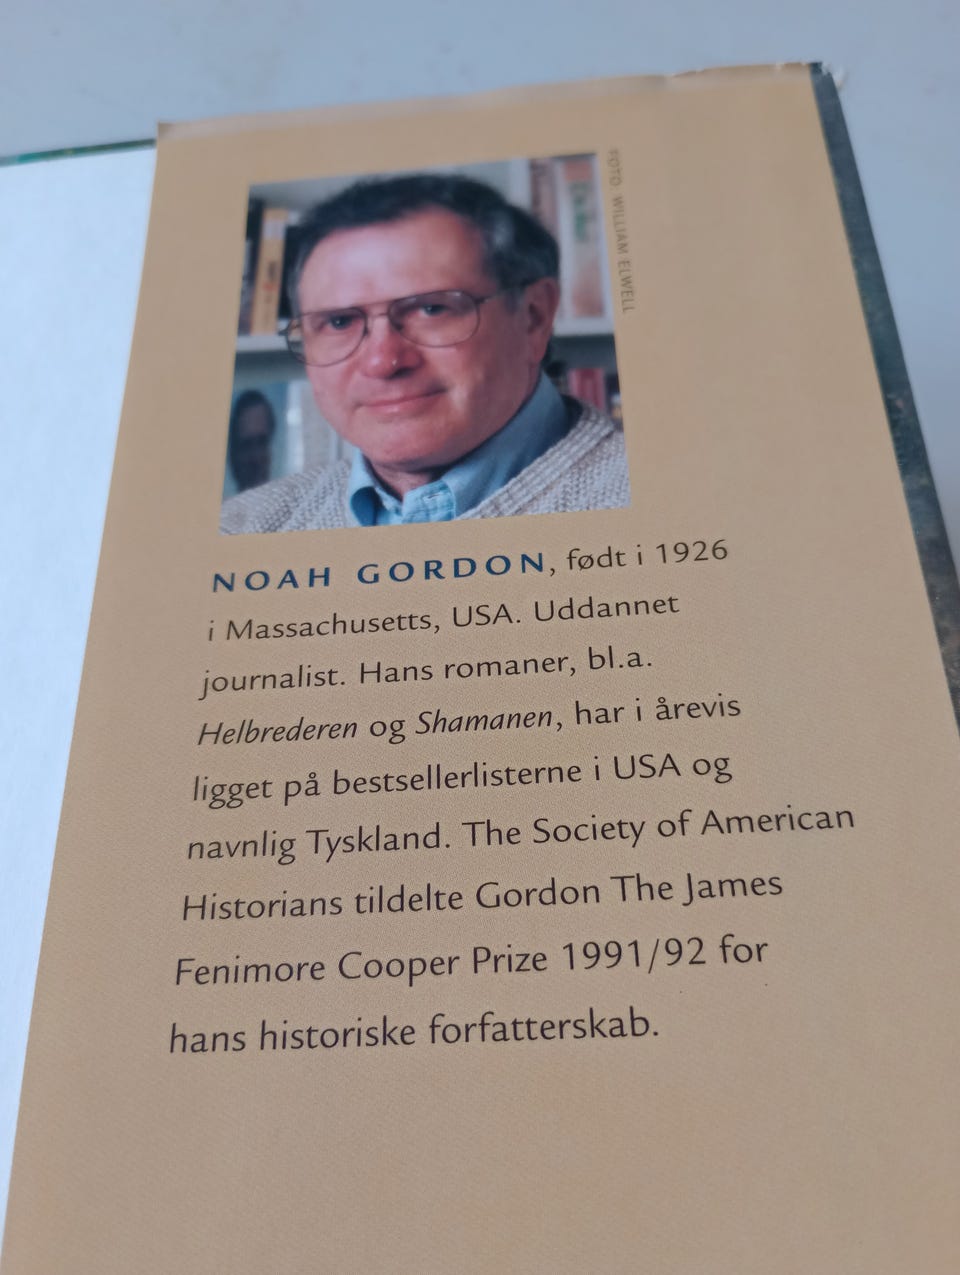 FOTO: WILLIAM ELWELL
NOAH GORDON, født i 1926
i Massachusetts, USA. Uddannet
journalist. Hans romaner, bl.a.
Helbrederen og Shamanen, har i årevis
ligget på bestsellerlisterne i USA og
navnlig Tyskland. The Society of American
Historians tildelte Gordon The James
Fenimore Cooper Prize 1991/92 for
hans historiske forfatterskab.